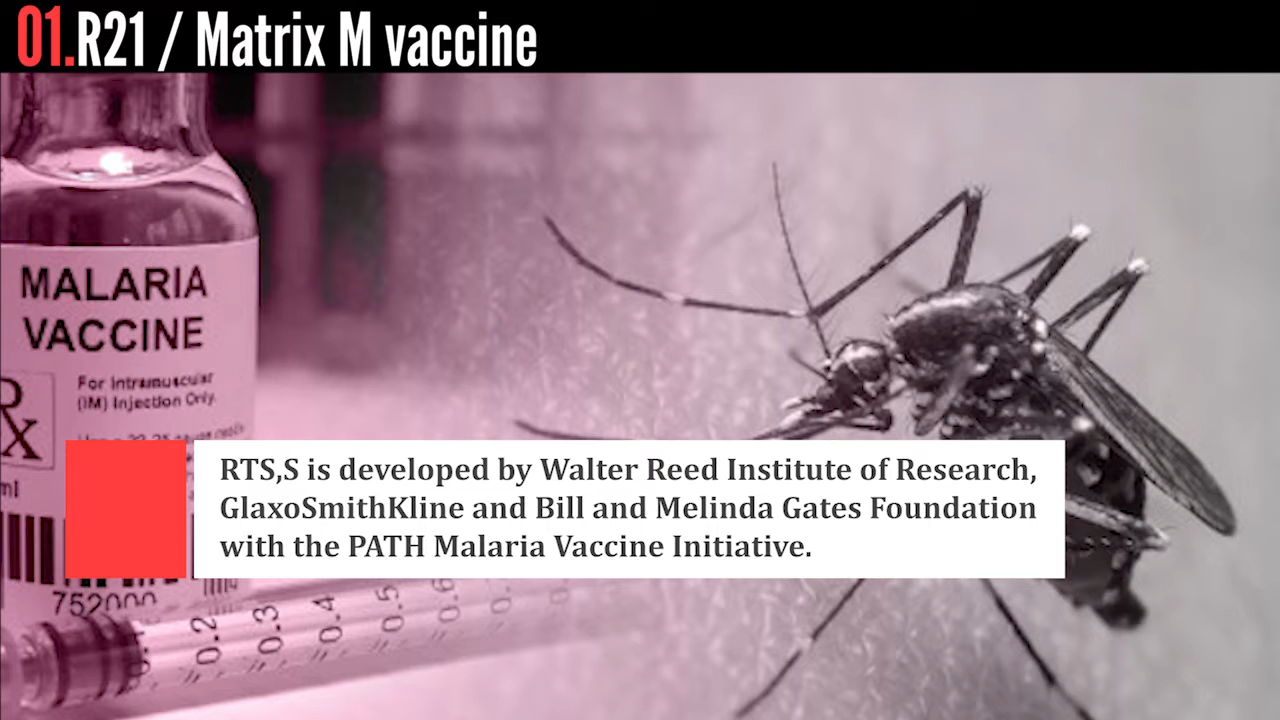 01.R21 / Matrix M vaccine
MALARIA
VACCINE
For Intramuscular
(IM) Injection Only.
Rx
ml
RTS,S is developed by Walter Reed Institute of Research,
GlaxoSmithKline and Bill and Melinda Gates Foundation
with the PATH Malaria Vaccine Initiative.
0.2
0.3
0.4
0.5
0.6